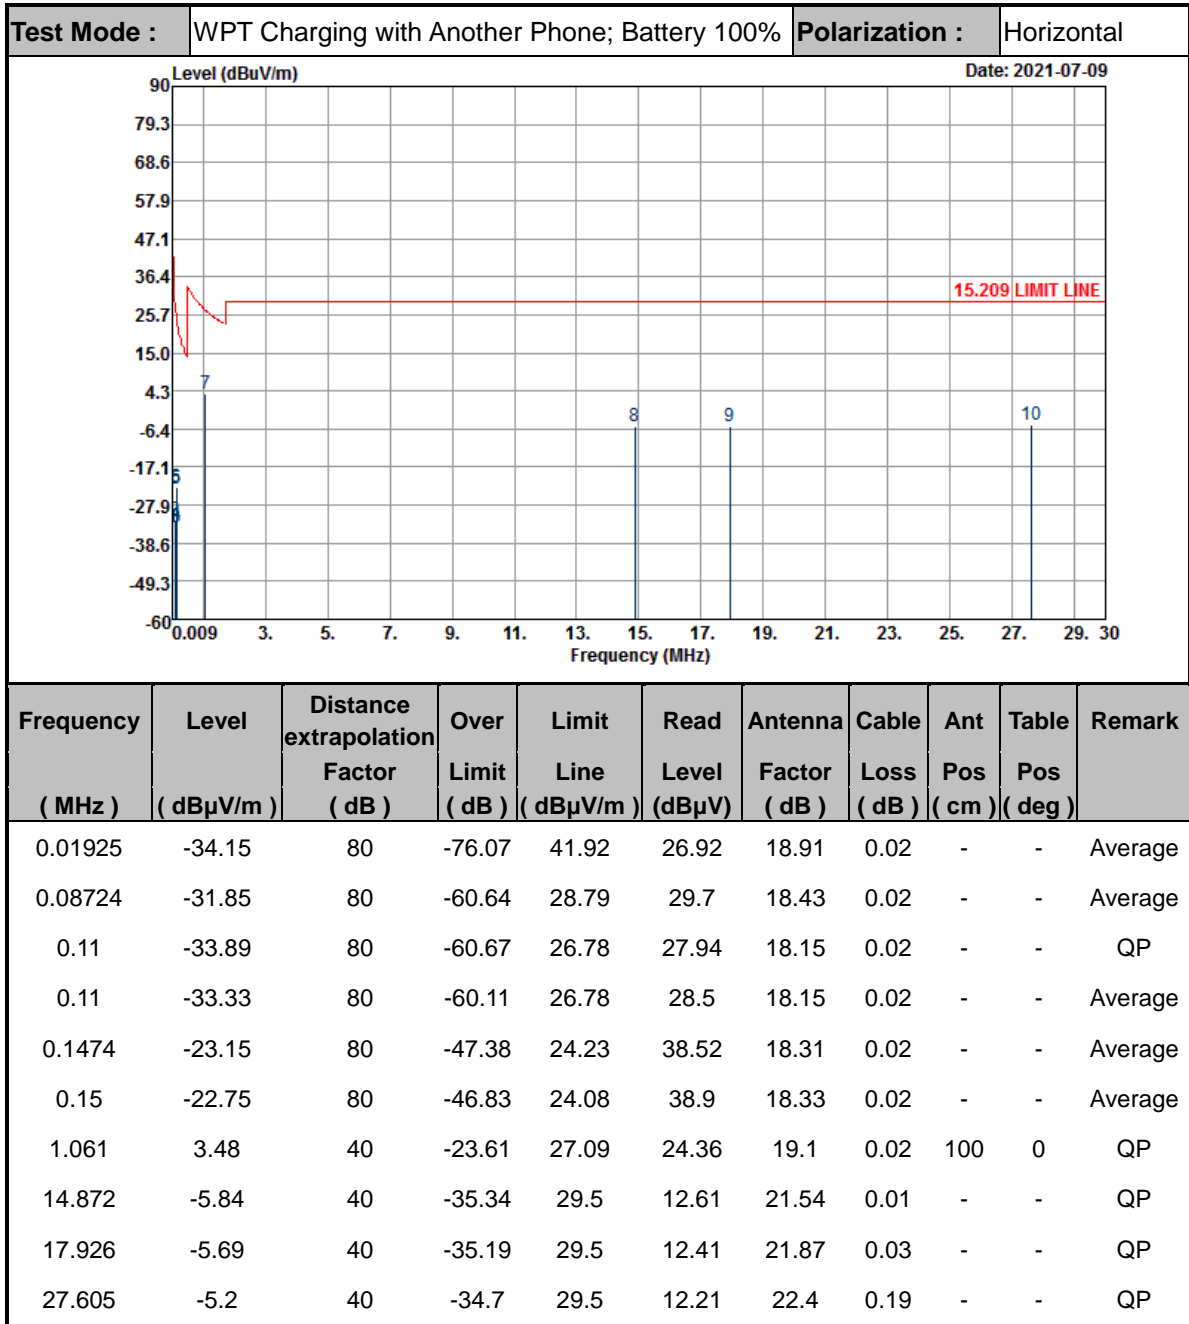 Test Mode : WPT Charging with Another Phone; Battery 100% Polarization : Horizontal
Level (dBuV/m) Date: 2021-07-09
90
79.3
68.6
57.9
47.1
36.4
15.209 LIMIT LINE
25.7
15.0
7
4.3
8 9 10
-6.4
-17.1
6
-27.9
-38.6
-49.3
-60
0.009 3. 5. 7. 9. 11. 13. 15. 17. 19. 21. 23. 25. 27. 29. 30
Frequency (MHz)
Frequency Level Distance extrapolation Over Limit Read Antenna Cable Ant Table Remark
Factor Limit Line Level Factor Loss Pos Pos
( MHz ) ( dBµV/m ) ( dB ) ( dB ) ( dBµV/m ) (dBµV) ( dB ) ( dB ) ( cm ) ( deg )
0.01925 -34.15 80 -76.07 41.92 26.92 18.91 0.02 - - Average
0.08724 -31.85 80 -60.64 28.79 29.7 18.43 0.02 - - Average
0.11 -33.89 80 -60.67 26.78 27.94 18.15 0.02 - - QP
0.11 -33.33 80 -60.11 26.78 28.5 18.15 0.02 - - Average
0.1474 -23.15 80 -47.38 24.23 38.52 18.31 0.02 - - Average
0.15 -22.75 80 -46.83 24.08 38.9 18.33 0.02 - - Average
1.061 3.48 40 -23.61 27.09 24.36 19.1 0.02 100 0 QP
14.872 -5.84 40 -35.34 29.5 12.61 21.54 0.01 - - QP
17.926 -5.69 40 -35.19 29.5 12.41 21.87 0.03 - - QP
27.605 -5.2 40 -34.7 29.5 12.21 22.4 0.19 - - QP